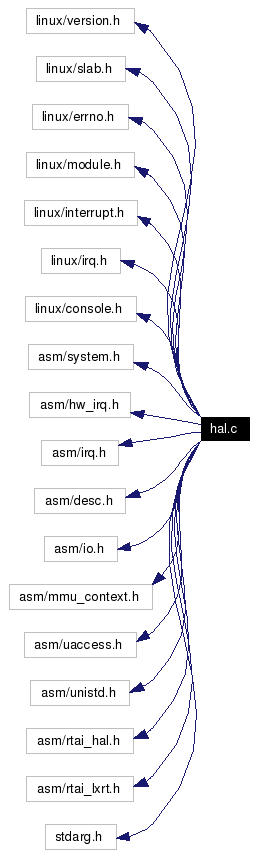 linux/version.h
linux/slab.h
linux/errno.h
linux/module.h
linux/interrupt.h
linux/irq.h
linux/console.h
asm/system.h
asm/hw_irq.h
hal.c
asm/irq.h
asm/desc.h
asm/io.h
asm/mmu_context.h
asm/uaccess.h
asm/unistd.h
asm/rtai_hal.h
asm/rtai_lxrt.h
stdarg.h